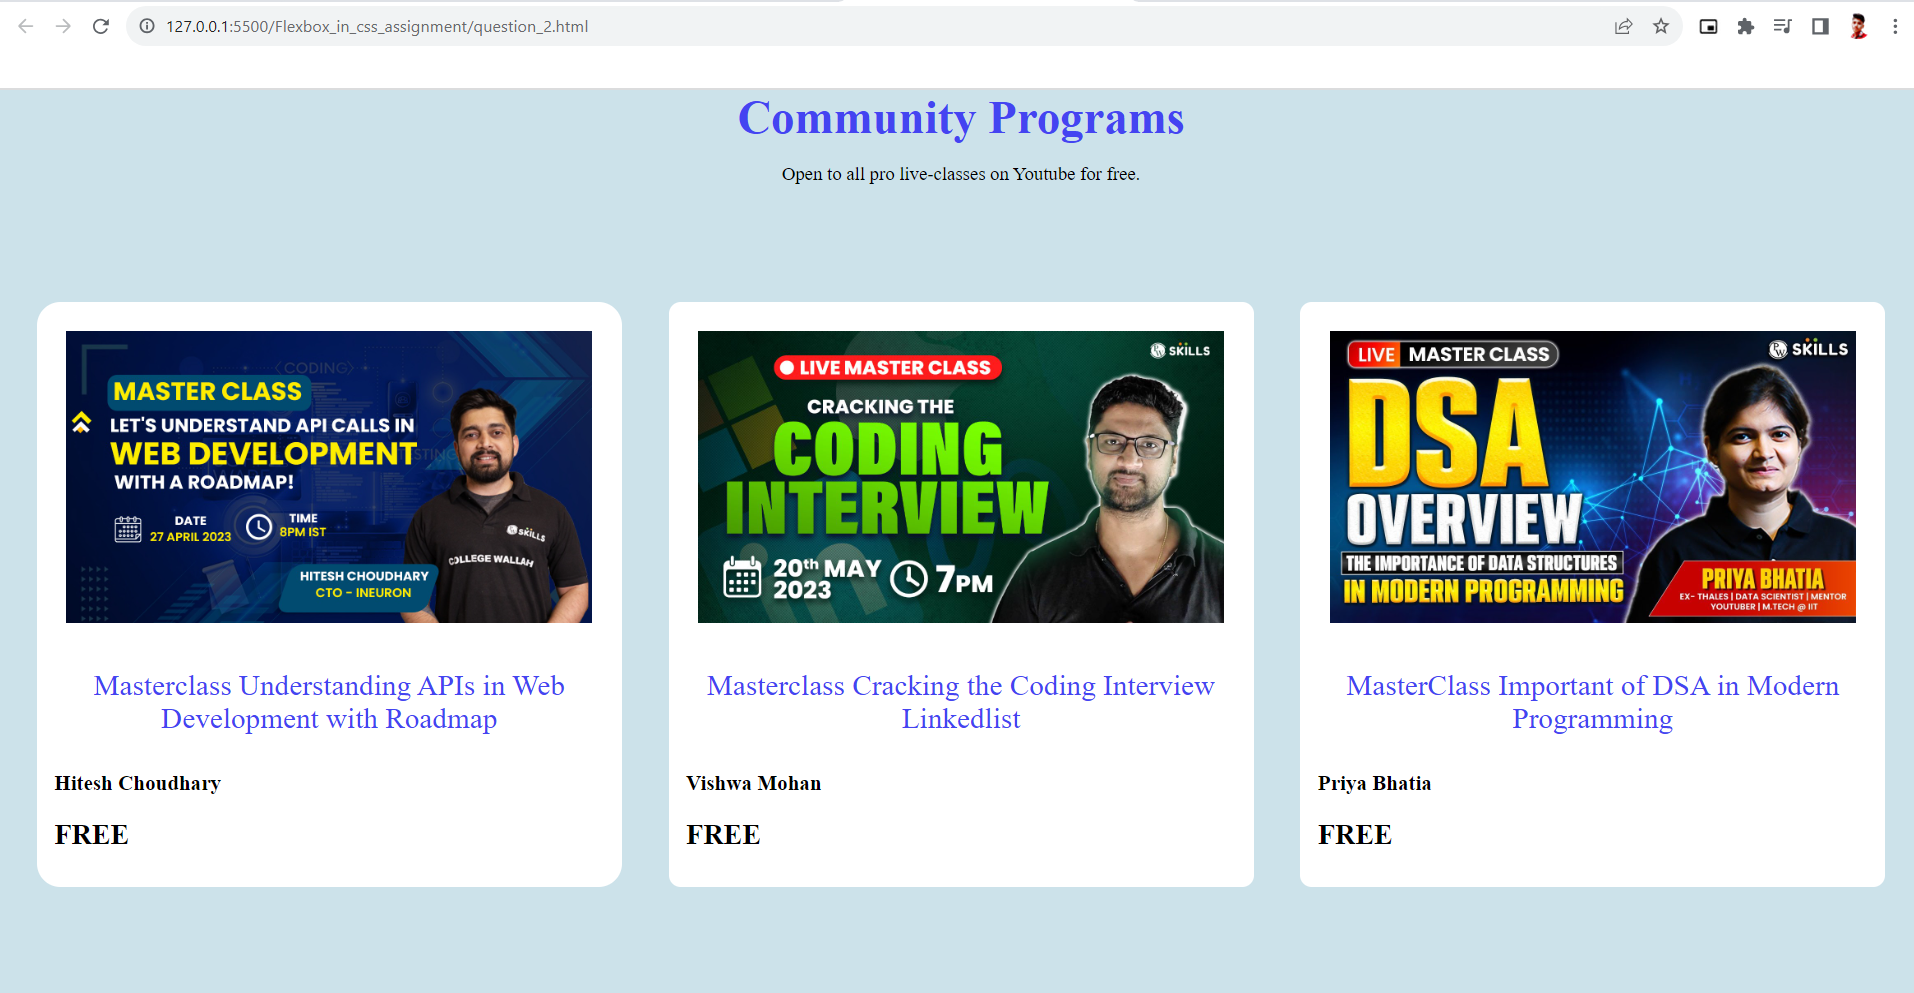 127.0.0.1:5500/Flexbox_in_css_assignment/question_2.html
Community Programs
Open to all pro live-classes on Youtube for free.
<CODING>
MASTER CLASS
LET'S UNDERSTAND API CALLS IN
WEB DEVELOPMENT
WITH A ROADMAP!
DATE
27 APRIL 2023
TIME
8PM IST
SKILLS
COLLEGE WALLAH
HITESH CHOUDHARY
CTO - INEURON
Masterclass Understanding APIs in Web
Development with Roadmap
Hitesh Choudhary
FREE
SKILLS
LIVE MASTER CLASS
CRACKING THE
CODING
INTERVIEW
20th MAY
2023
7PM
Masterclass Cracking the Coding Interview
Linkedlist
Vishwa Mohan
FREE
LIVE MASTER CLASS
PW SKILLS
DSA
OVERVIEW
THE IMPORTANCE OF DATA STRUCTURES
IN MODERN PROGRAMMING
PRIYA BHATIA
EX- THALES | DATA SCIENTIST | MENTOR
YOUTUBER | M.TECH @ IIT
MasterClass Important of DSA in Modern
Programming
Priya Bhatia
FREE